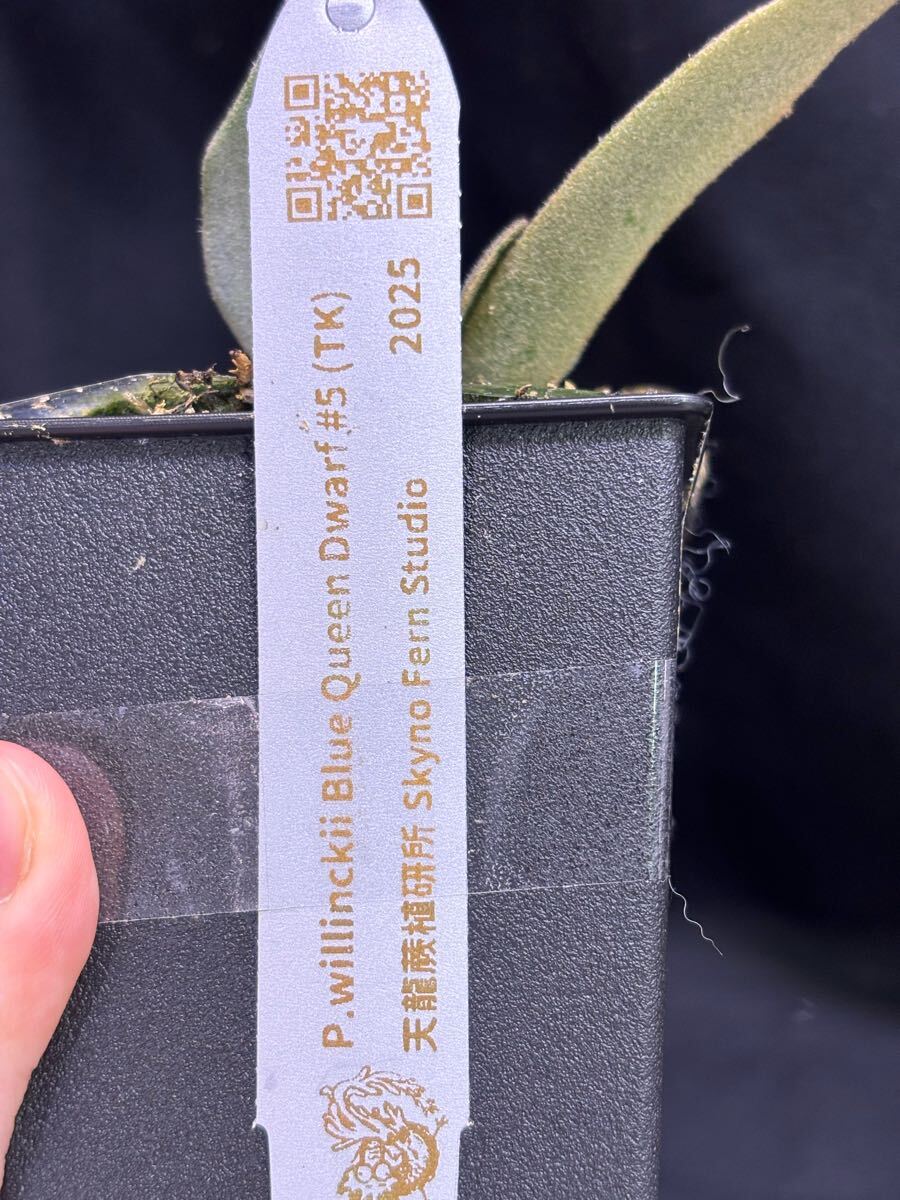 P.willinckii Blue Queen Dwarf #5 (TK)
天龍蕨植研所 Skyno Fern Studio 2025